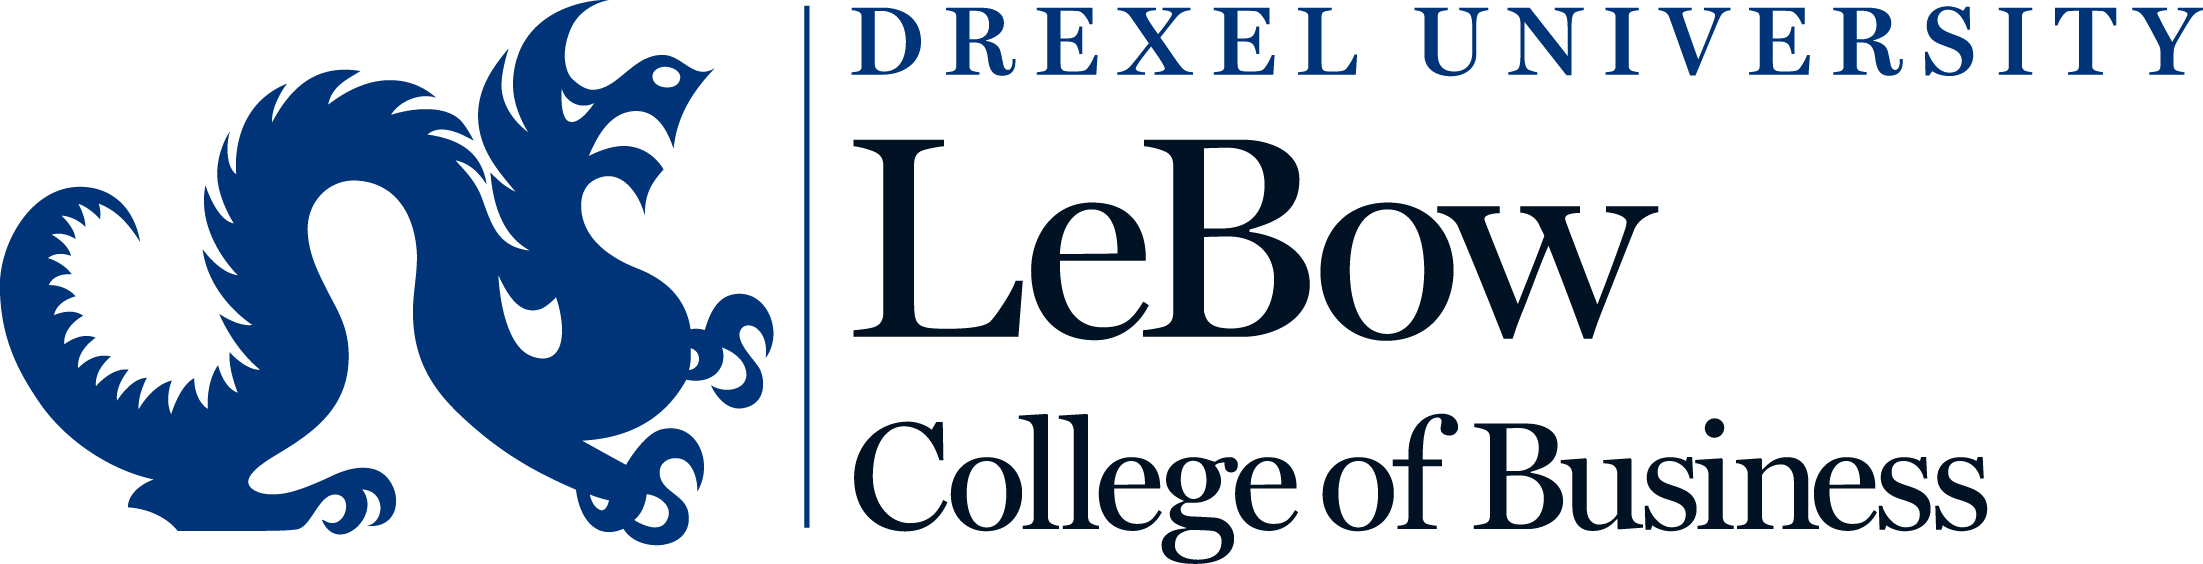 DREXEL UNIVERSITY
LeBow
College of Business